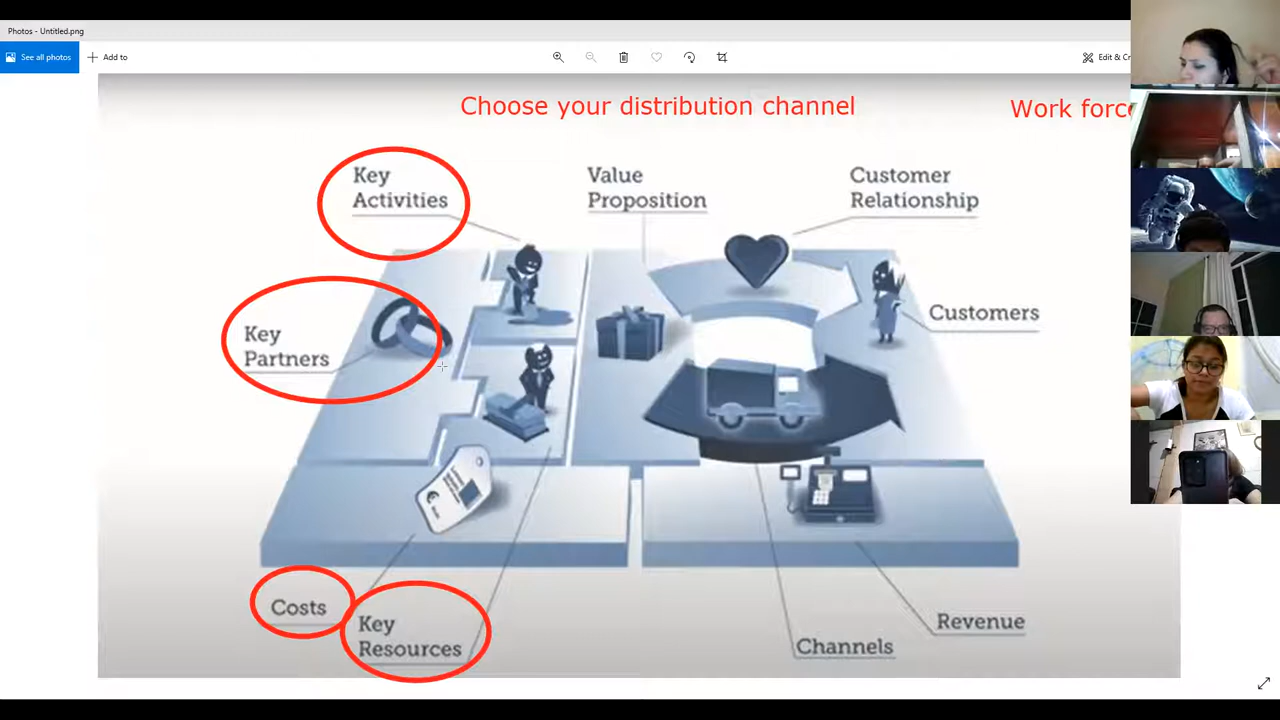 Photos - Untitled.png
See all photos
Add to
Edit & Cr
Choose your distribution channel
Work forc
Key
Activities
Value
Proposition
Customer
Relationship
Key
Partners
Customers
Costs
Key
Resources
Channels
Revenue